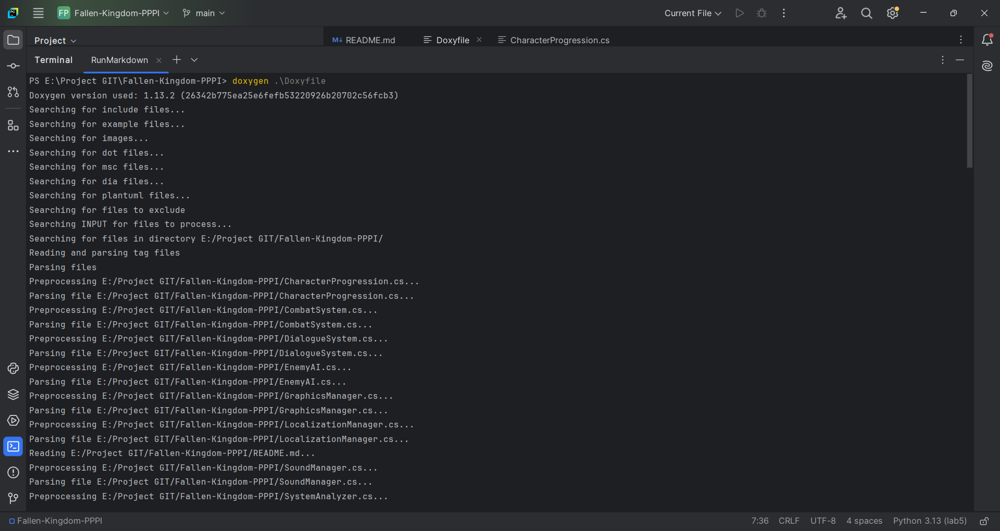 FP Fallen-Kingdom-PPPI main Current File
Project
M↓ README.md Doxyfile CharacterProgression.cs
Terminal RunMarkdown
PS E:\Project GIT\Fallen-Kingdom-PPPI> doxygen .\Doxyfile
Doxygen version used: 1.13.2 (26342b775ea25e6fefb53220926b20702c56fcb3)
Searching for include files...
Searching for example files...
Searching for images...
Searching for dot files...
Searching for msc files...
Searching for dia files...
Searching for plantuml files...
Searching for files to exclude
Searching INPUT for files to process...
Searching for files in directory E:/Project GIT/Fallen-Kingdom-PPPI/
Reading and parsing tag files
Parsing files
Preprocessing E:/Project GIT/Fallen-Kingdom-PPPI/CharacterProgression.cs...
Parsing file E:/Project GIT/Fallen-Kingdom-PPPI/CharacterProgression.cs...
Preprocessing E:/Project GIT/Fallen-Kingdom-PPPI/CombatSystem.cs...
Parsing file E:/Project GIT/Fallen-Kingdom-PPPI/CombatSystem.cs...
Preprocessing E:/Project GIT/Fallen-Kingdom-PPPI/DialogueSystem.cs...
Parsing file E:/Project GIT/Fallen-Kingdom-PPPI/DialogueSystem.cs...
Preprocessing E:/Project GIT/Fallen-Kingdom-PPPI/EnemyAI.cs...
Parsing file E:/Project GIT/Fallen-Kingdom-PPPI/EnemyAI.cs...
Preprocessing E:/Project GIT/Fallen-Kingdom-PPPI/GraphicsManager.cs...
Parsing file E:/Project GIT/Fallen-Kingdom-PPPI/GraphicsManager.cs...
Preprocessing E:/Project GIT/Fallen-Kingdom-PPPI/LocalizationManager.cs...
Parsing file E:/Project GIT/Fallen-Kingdom-PPPI/LocalizationManager.cs...
Reading E:/Project GIT/Fallen-Kingdom-PPPI/README.md...
Preprocessing E:/Project GIT/Fallen-Kingdom-PPPI/SoundManager.cs...
Parsing file E:/Project GIT/Fallen-Kingdom-PPPI/SoundManager.cs...
Preprocessing E:/Project GIT/Fallen-Kingdom-PPPI/SystemAnalyzer.cs...
Fallen-Kingdom-PPPI 7:36 CRLF UTF-8 4 spaces Python 3.13 (lab5)